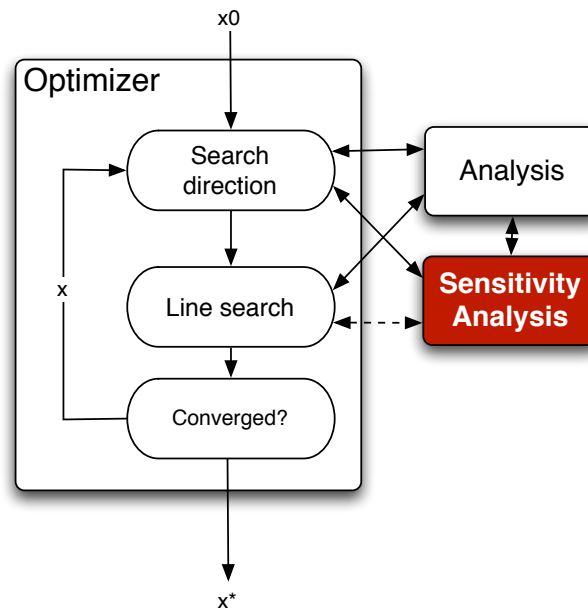 x0
Optimizer
Search
direction
Analysis
x
Line search
Sensitivity
Analysis
Converged?
x*